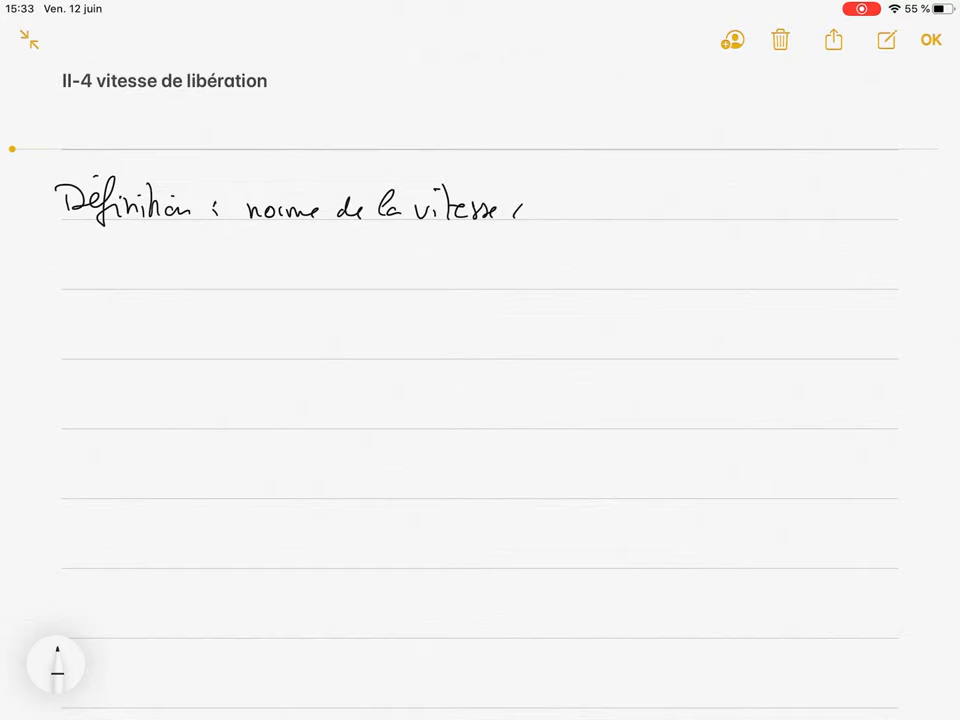 15:33 Ven. 12 juin 55 %
OK
II-4 vitesse de libération
Définition : norme de la vitesse